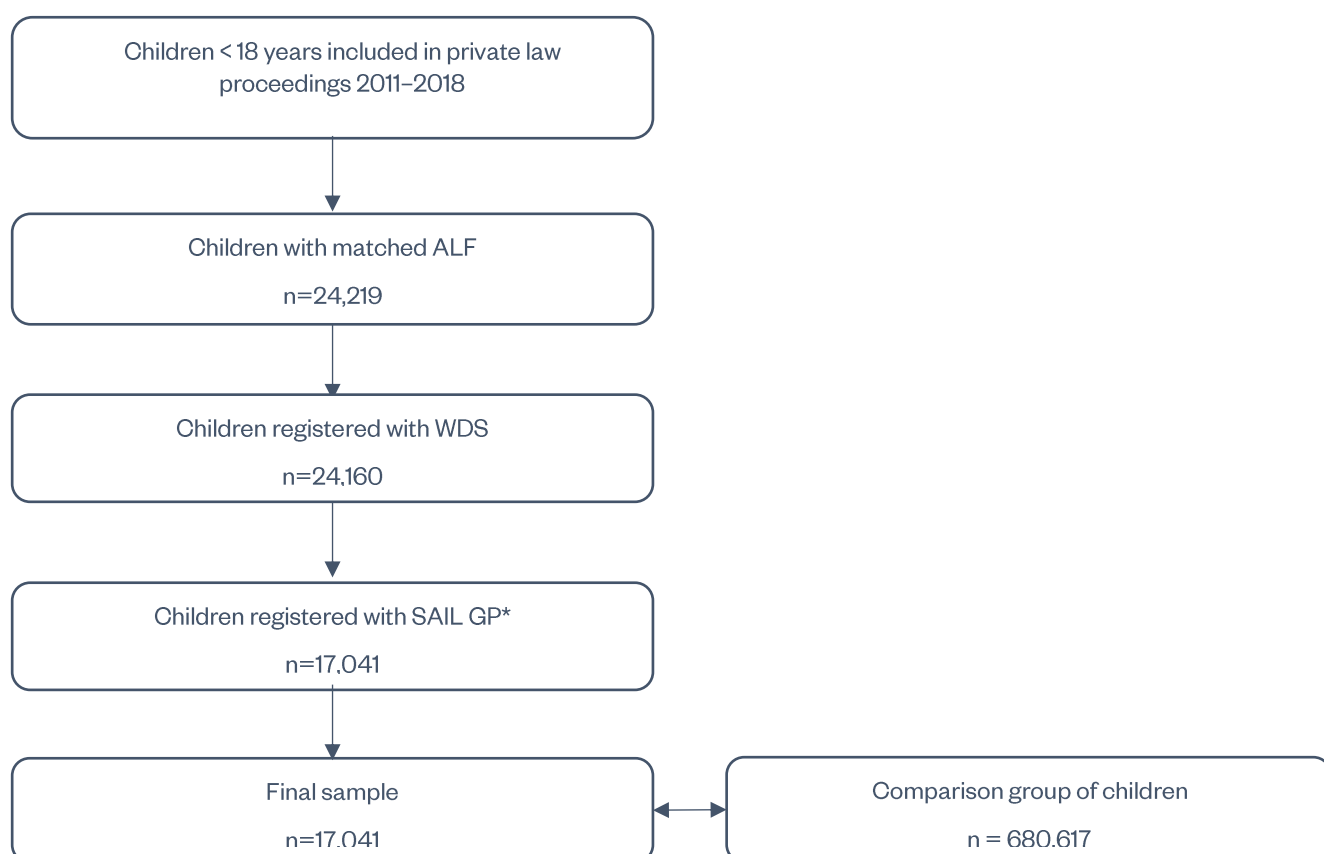 Children < 18 years included in private law
proceedings 2011–2018
Children with matched ALF
n=24,219
Children registered with WDS
n=24,160
Children registered with SAIL GP*
n=17,041
Final sample
n=17,041
Comparison group of children
n = 680,617